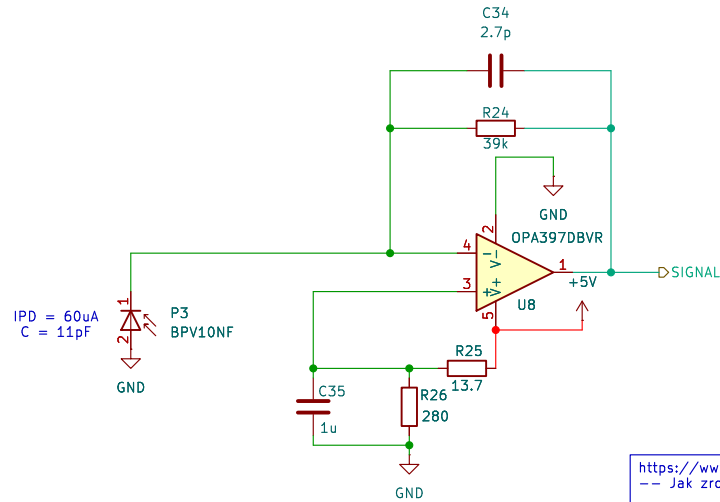 C34
2.7p
R24
39k
GND
2
OPA397DBVR
4
-
V-
1
SIGNAL
+5V
3
+
V+
U8
5
1
IPD = 60uA
P3
C = 11pF
BPV10NF
2
GND
R25
13.7
C35
R26
280
1u
GND
https://ww
-- Jak zro